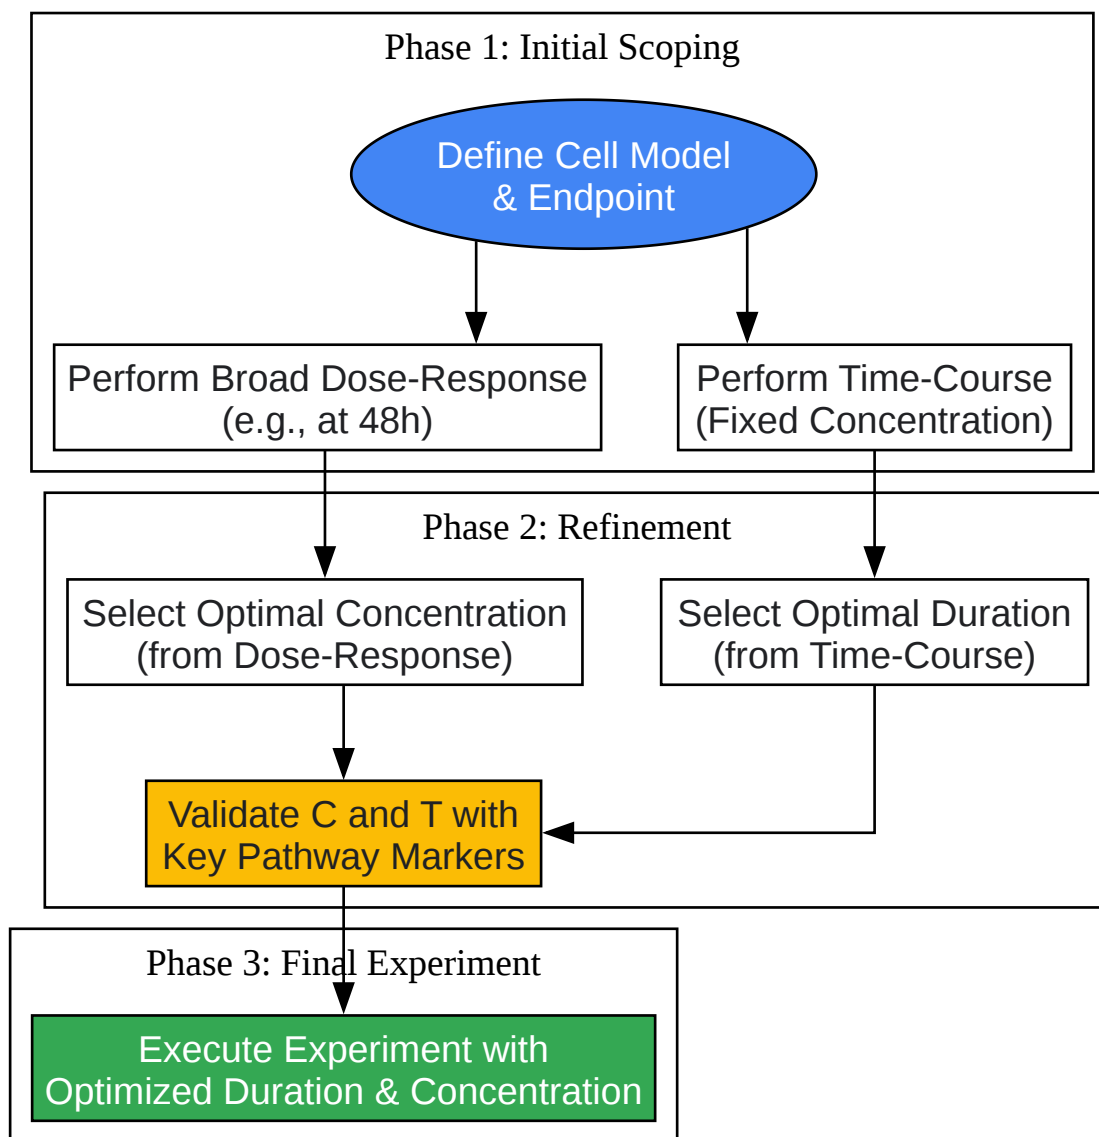 Phase 1: Initial Scoping
Define Cell Model
& Endpoint
Perform Broad Dose-Response
(e.g., at 48h)
Perform Time-Course
(Fixed Concentration)
Phase 2: Refinement
Select Optimal Concentration
(from Dose-Response)
Select Optimal Duration
(from Time-Course)
Validate C and T with
Key Pathway Markers
Phase 3: Final Experiment
Execute Experiment with
Optimized Duration & Concentration